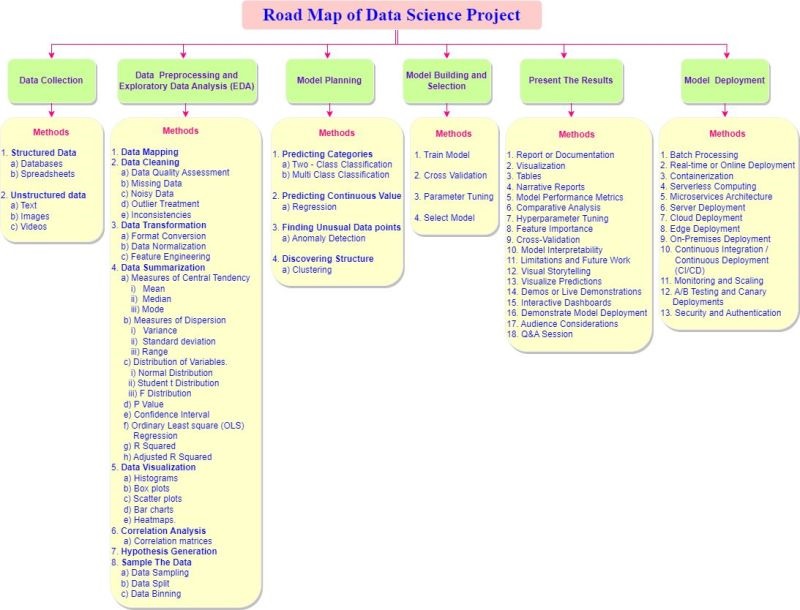 Road Map of Data Science Project
Data Collection
Methods
1. Structured Data
a) Databases
b) Spreadsheets
2. Unstructured data
a) Text
b) Images
c) Videos
Data Preprocessing and
Exploratory Data Analysis (EDA)
Methods
1. Data Mapping
2. Data Cleaning
a) Data Quality Assessment
b) Missing Data
c) Noisy Data
d) Outlier Treatment
e) Inconsistencies
3. Data Transformation
a) Format Conversion
b) Data Normalization
c) Feature Engineering
4. Data Summarization
a) Measures of Central Tendency
i) Mean
ii) Median
iii) Mode
b) Measures of Dispersion
i) Variance
ii) Standard deviation
iii) Range
c) Distribution of Variables.
i) Normal Distribution
ii) Student t Distribution
iii) F Distribution
d) P Value
e) Confidence Interval
f) Ordinary Least square (OLS)
Regression
g) R Squared
h) Adjusted R Squared
5. Data Visualization
a) Histograms
b) Box plots
c) Scatter plots
d) Bar charts
e) Heatmaps.
6. Correlation Analysis
a) Correlation matrices
7. Hypothesis Generation
8. Sample The Data
a) Data Sampling
b) Data Split
c) Data Binning
Model Planning
Methods
1. Predicting Categories
a) Two - Class Classification
b) Multi Class Classification
2. Predicting Continuous Value
a) Regression
3. Finding Unusual Data points
a) Anomaly Detection
4. Discovering Structure
a) Clustering
Model Building and
Selection
Methods
1. Train Model
2. Cross Validation
3. Parameter Tuning
4. Select Model
Present The Results
Methods
1. Report or Documentation
2. Visualization
3. Tables
4. Narrative Reports
5. Model Performance Metrics
6. Comparative Analysis
7. Hyperparameter Tuning
8. Feature Importance
9. Cross-Validation
10. Model Interpretability
11. Limitations and Future Work
12. Visual Storytelling
13. Visualize Predictions
14. Demos or Live Demonstrations
15. Interactive Dashboards
16. Demonstrate Model Deployment
17. Audience Considerations
18. Q&A Session
Model Deployment
Methods
1. Batch Processing
2. Real-time or Online Deployment
3. Containerization
4. Serverless Computing
5. Microservices Architecture
6. Server Deployment
7. Cloud Deployment
8. Edge Deployment
9. On-Premises Deployment
10. Continuous Integration /
Continuous Deployment
(CI/CD)
11. Monitoring and Scaling
12. A/B Testing and Canary
Deployments
13. Security and Authentication